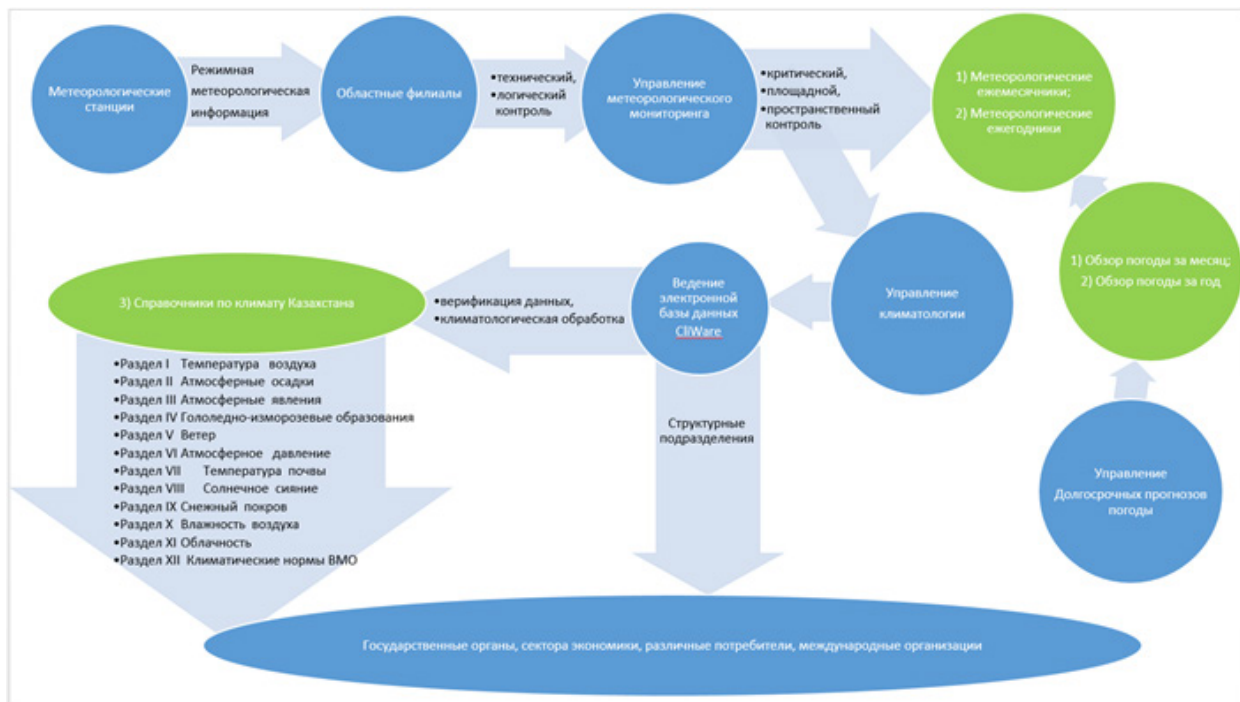 Метеорологические
станции
Режимная
метеорологическая
информация
Областные филиалы
•технический,
•логический
контроль
Управление
метеорологического
мониторинга
•критический,
•площадной,
•пространственный
контроль
1) Метеорологические
ежемесячники;
2) Метеорологические
ежегодники
1) Обзор погоды за месяц;
2) Обзор погоды за год
Управление
Долгосрочных прогнозов
погоды
Управление
климатологии
Ведение
электронной
базы данных
CliWare
•верификация данных,
•климатологическая обработка
3) Справочники по климату Казахстана
•Раздел I Температура воздуха
•Раздел II Атмосферные осадки
•Раздел III Атмосферные явления
•Раздел IV Гололедно-изморозевые образования
•Раздел V Ветер
•Раздел VI Атмосферное давление
•Раздел VII Температура почвы
•Раздел VIII Солнечное сияние
•Раздел IX Снежный покров
•Раздел X Влажность воздуха
•Раздел XI Облачность
•Раздел XII Климатические нормы ВМО
Структурные
подразделения
Государственные органы, сектора экономики, различные потребители, международные организации